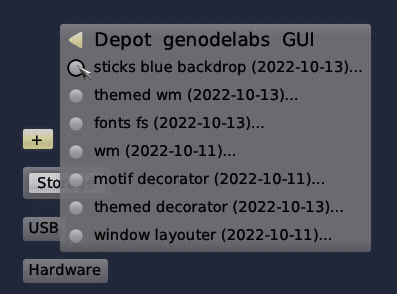 Depot genodelabs GUI
sticks blue backdrop (2022-10-13)...
themed wm (2022-10-13)...
fonts fs (2022-10-13)...
+
wm (2022-10-11)...
Storage
motif decorator (2022-10-11)...
themed decorator (2022-10-13)...
USB
window layouter (2022-10-11)...
Hardware